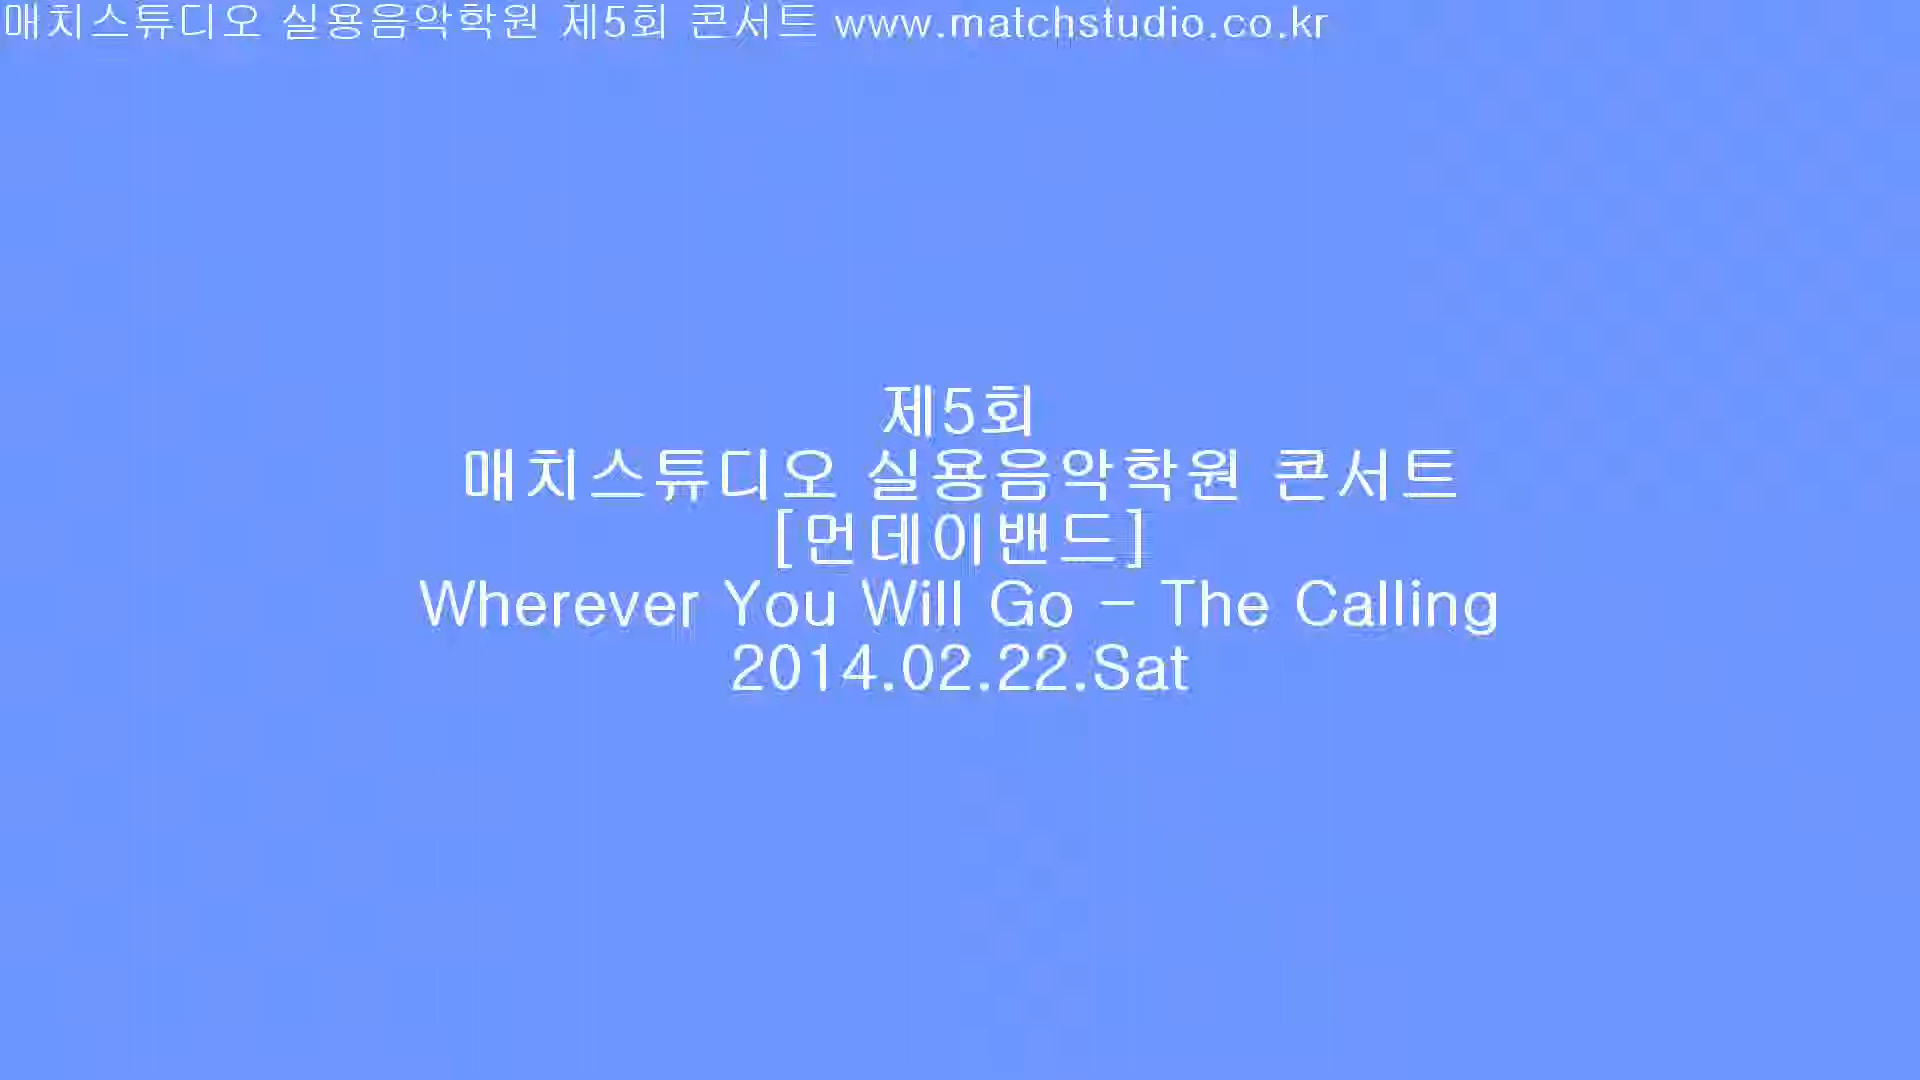 매치스튜디오 실용음악학원 제5회 콘서트 www.matchstudio.co.kr
제5회
매치스튜디오 실용음악학원 콘서트
[먼데이밴드]
Wherever You Will Go - The Calling
2014.02.22.Sat